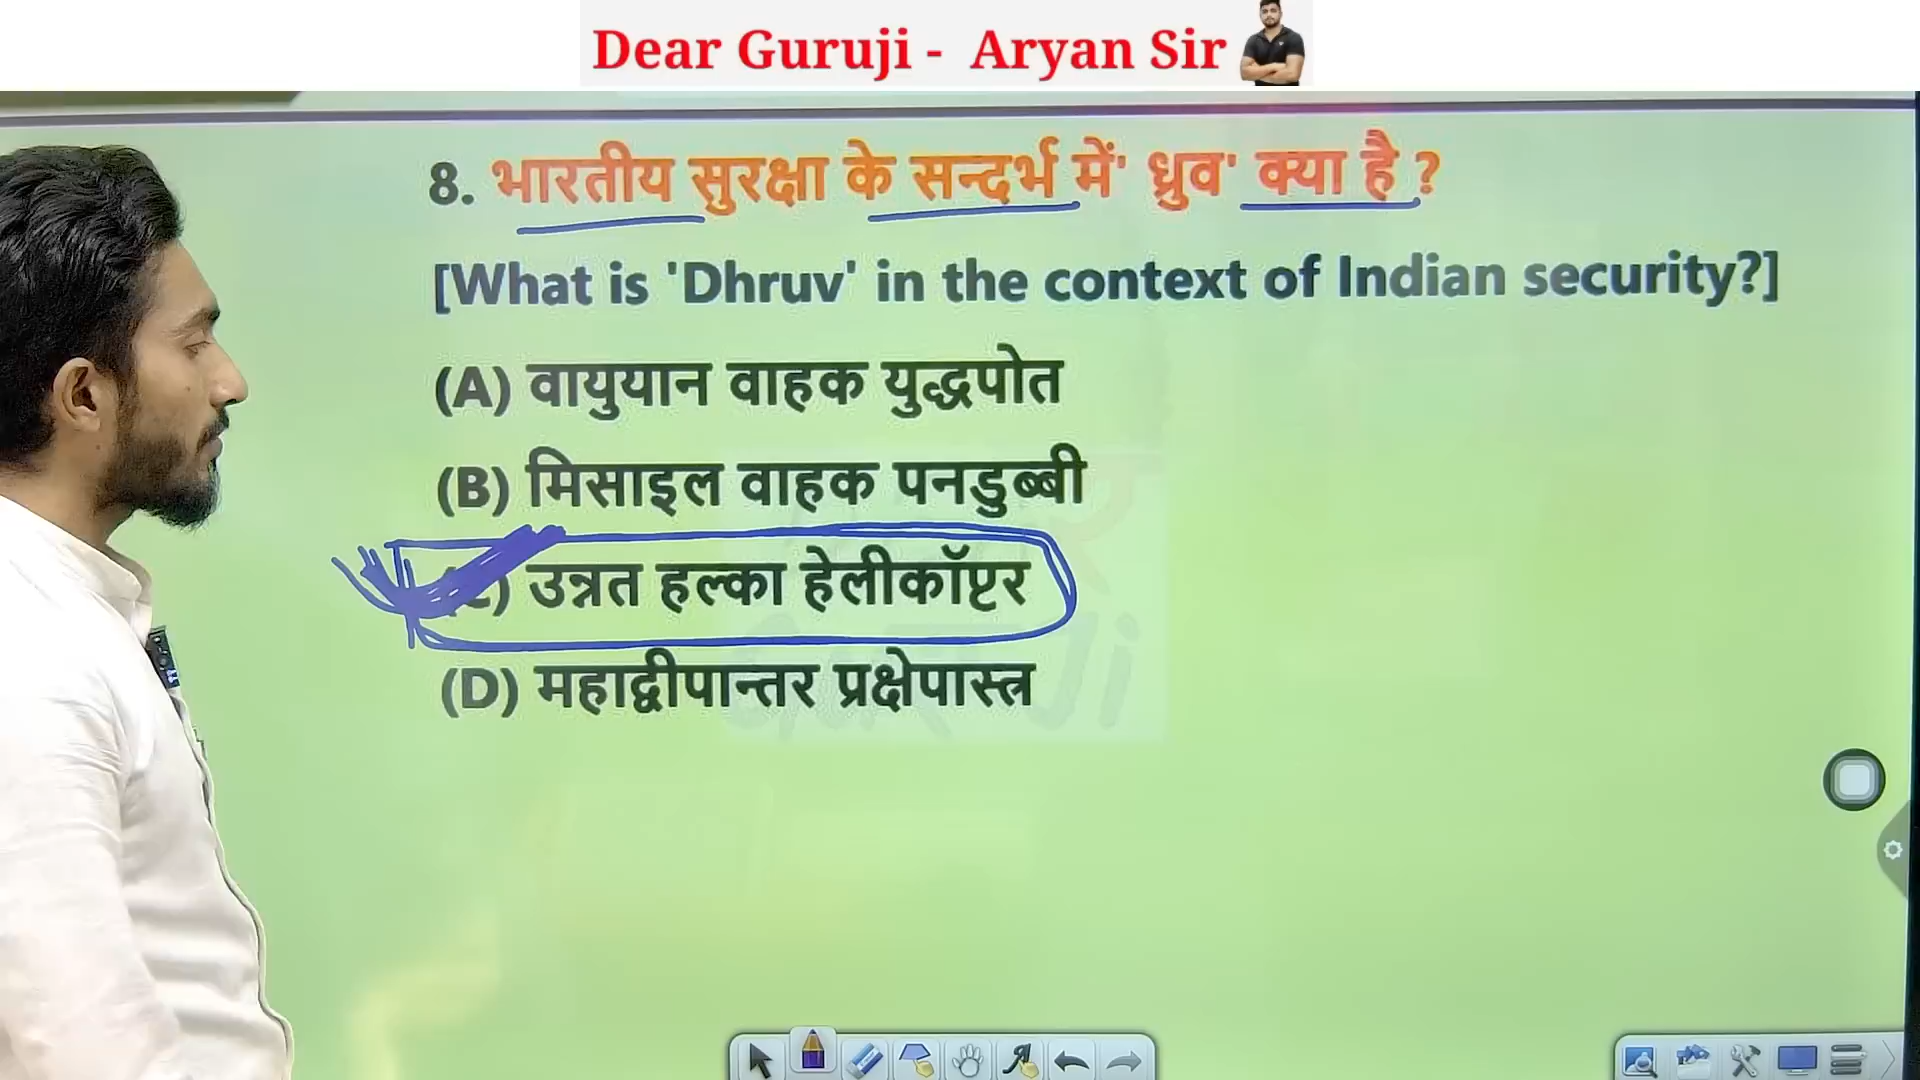 Dear Guruji - Aryan Sir
8. भारतीय सुरक्षा के सन्दर्भ में' ध्रुव' क्या है ?
[What is 'Dhruv' in the context of Indian security?]
(A) वायुयान वाहक युद्धपोत
(B) मिसाइल वाहक पनडुब्बी
(C) उन्नत हल्का हेलीकॉप्टर
(D) महाद्वीपान्तर प्रक्षेपास्त्र